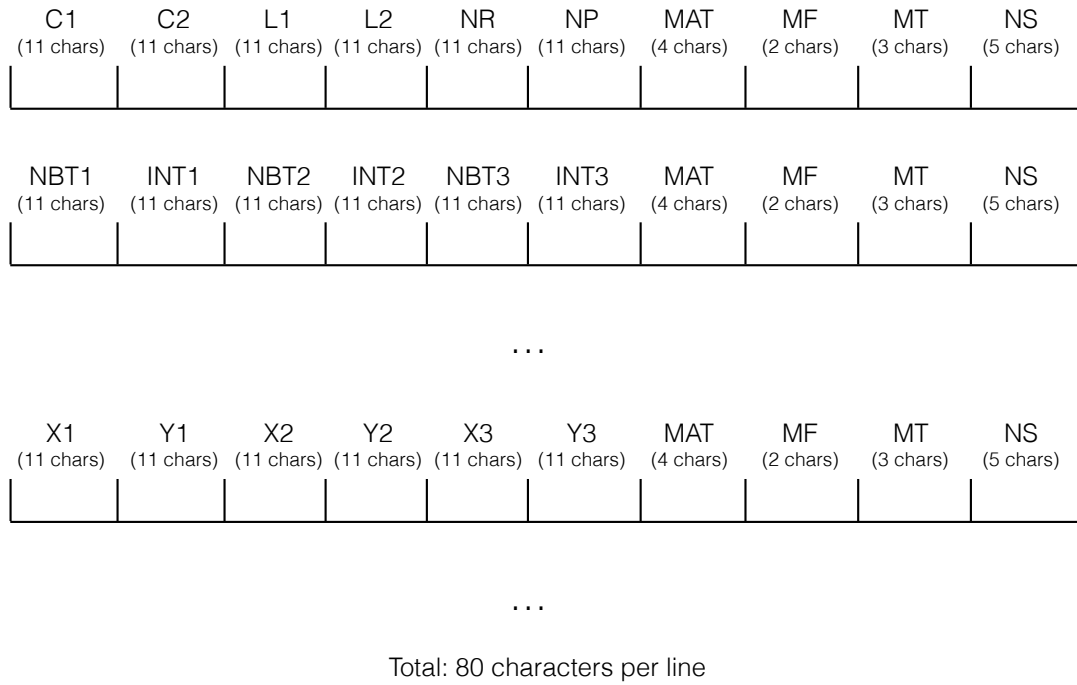 C1 C2 L1 L2 NR NP MAT MF MT NS
(11 chars) (11 chars) (11 chars) (11 chars) (11 chars) (11 chars) (4 chars) (2 chars) (3 chars) (5 chars)
NBT1 INT1 NBT2 INT2 NBT3 INT3 MAT MF MT NS
(11 chars) (11 chars) (11 chars) (11 chars) (11 chars) (11 chars) (4 chars) (2 chars) (3 chars) (5 chars)
...
X1 Y1 X2 Y2 X3 Y3 MAT MF MT NS
(11 chars) (11 chars) (11 chars) (11 chars) (11 chars) (11 chars) (4 chars) (2 chars) (3 chars) (5 chars)
...
Total: 80 characters per line